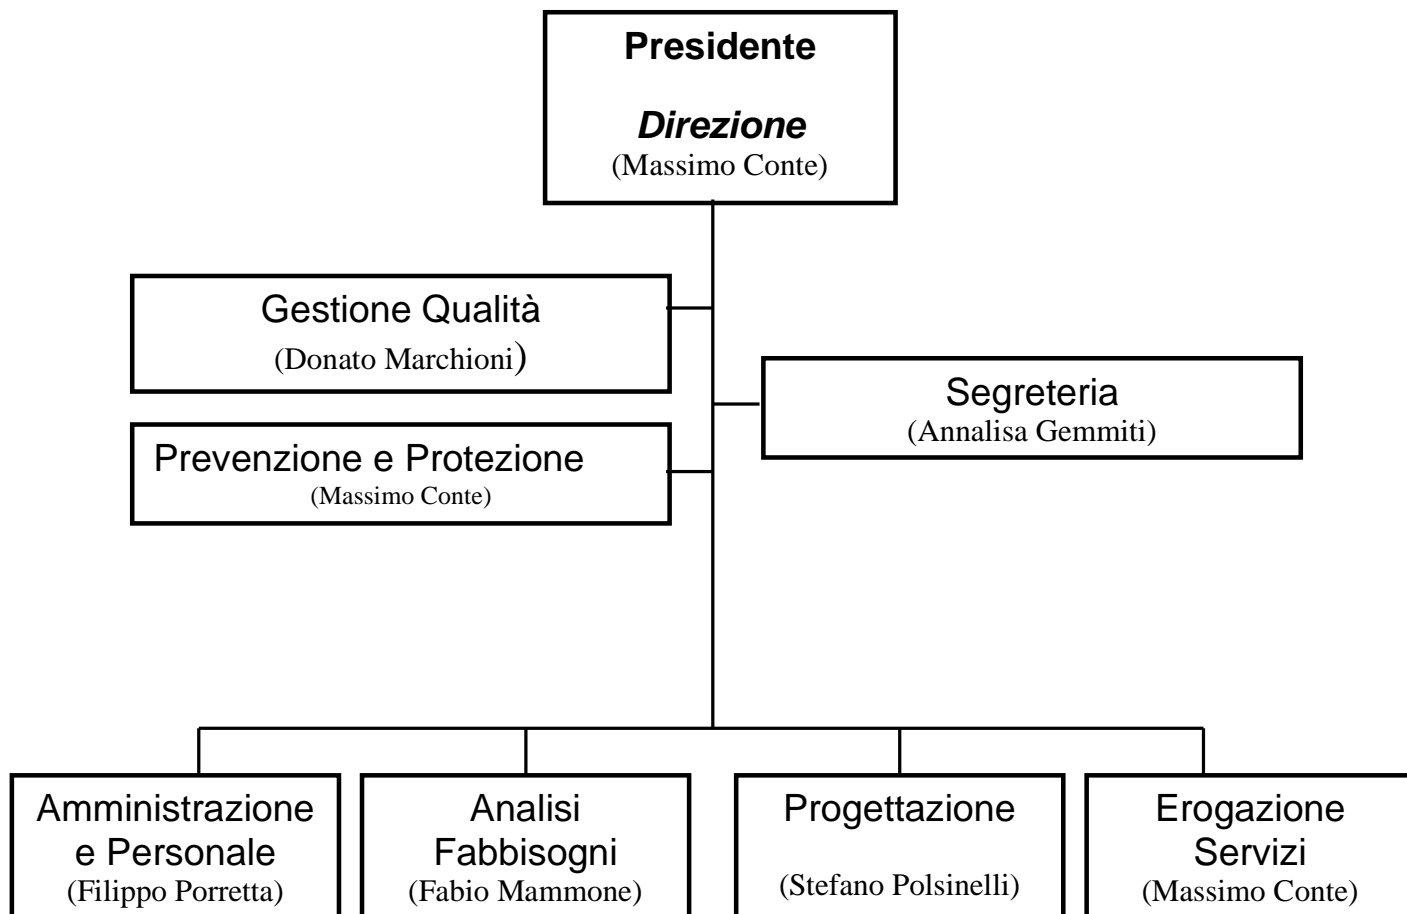 Presidente
Direzione
(Massimo Conte)
Gestione Qualità
(Donato Marchioni)
Segreteria
(Annalisa Gemmiti)
Prevenzione e Protezione
(Massimo Conte)
Amministrazione
e Personale
(Filippo Porretta)
Analisi
Fabbisogni
(Fabio Mammone)
Progettazione
(Stefano Polsinelli)
Erogazione
Servizi
(Massimo Conte)